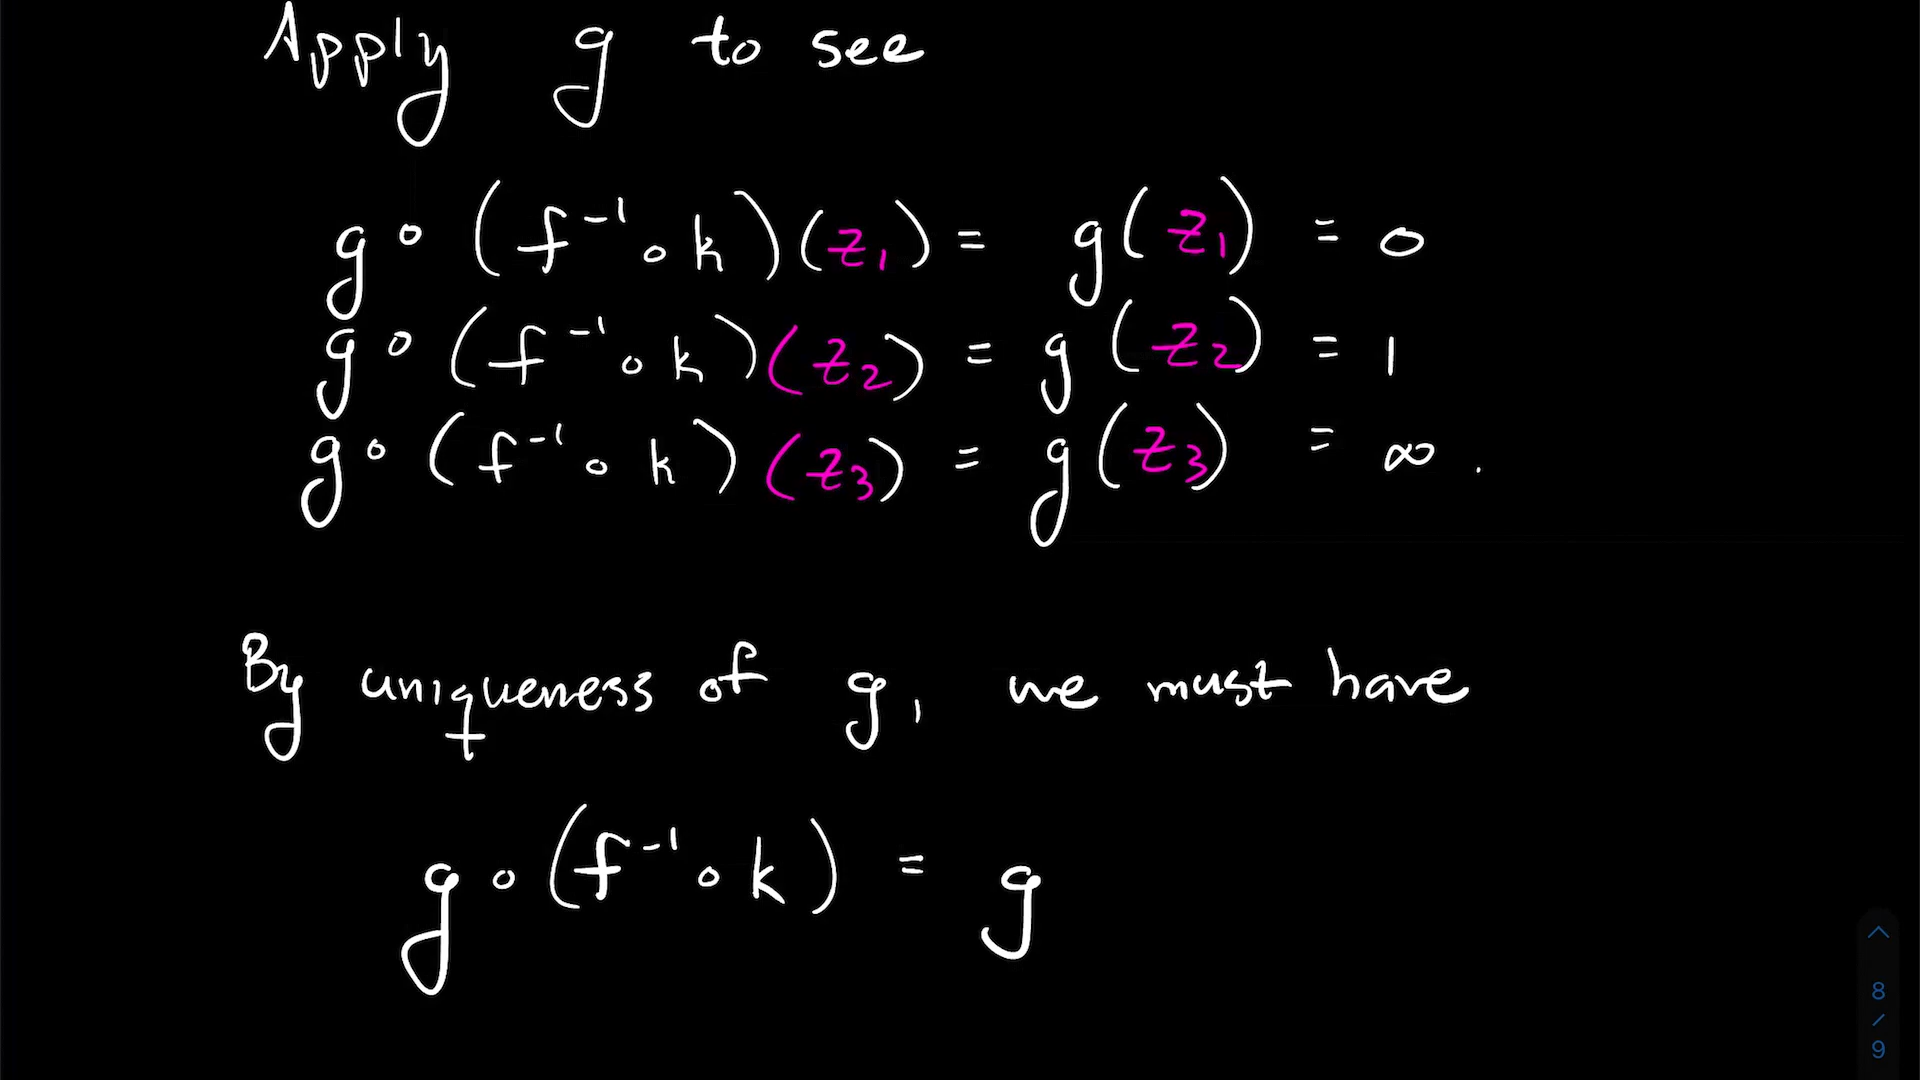 Apply g to see
g ∘ (f⁻¹ ∘ k)(z₁) = g(z₁) = 0
g ∘ (f⁻¹ ∘ k)(z₂) = g(z₂) = 1
g ∘ (f⁻¹ ∘ k)(z₃) = g(z₃) = ∞.
By uniqueness of g, we must have
g ∘ (f⁻¹ ∘ k) = g
8
/
9